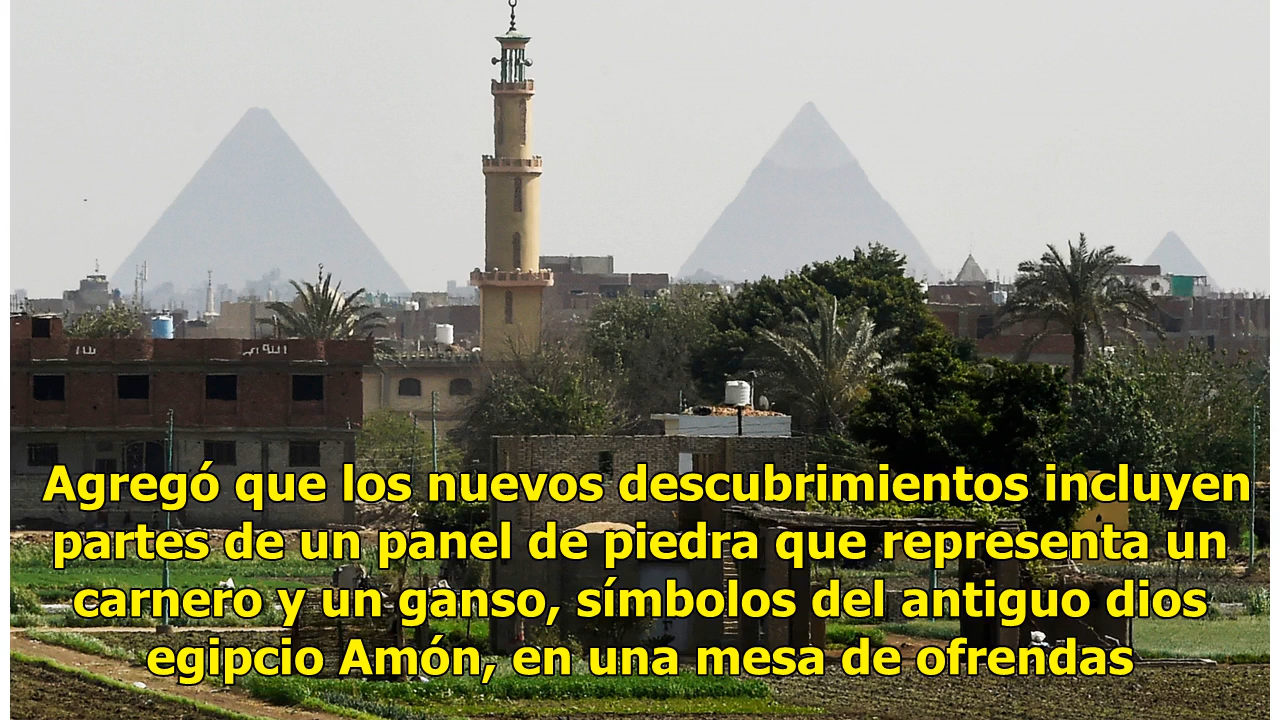 Agregó que los nuevos descubrimientos incluyen
partes de un panel de piedra que representa un
carnero y un ganso, símbolos del antiguo dios
egipcio Amón, en una mesa de ofrendas